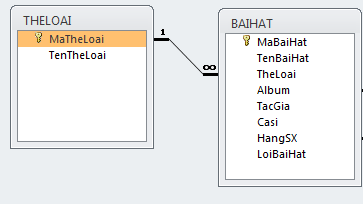 THELOAI
MaTheLoai
TenTheLoai
1
∞
BAIHAT
MaBaiHat
TenBaiHat
TheLoai
Album
TacGia
Casi
HangSX
LoiBaiHat